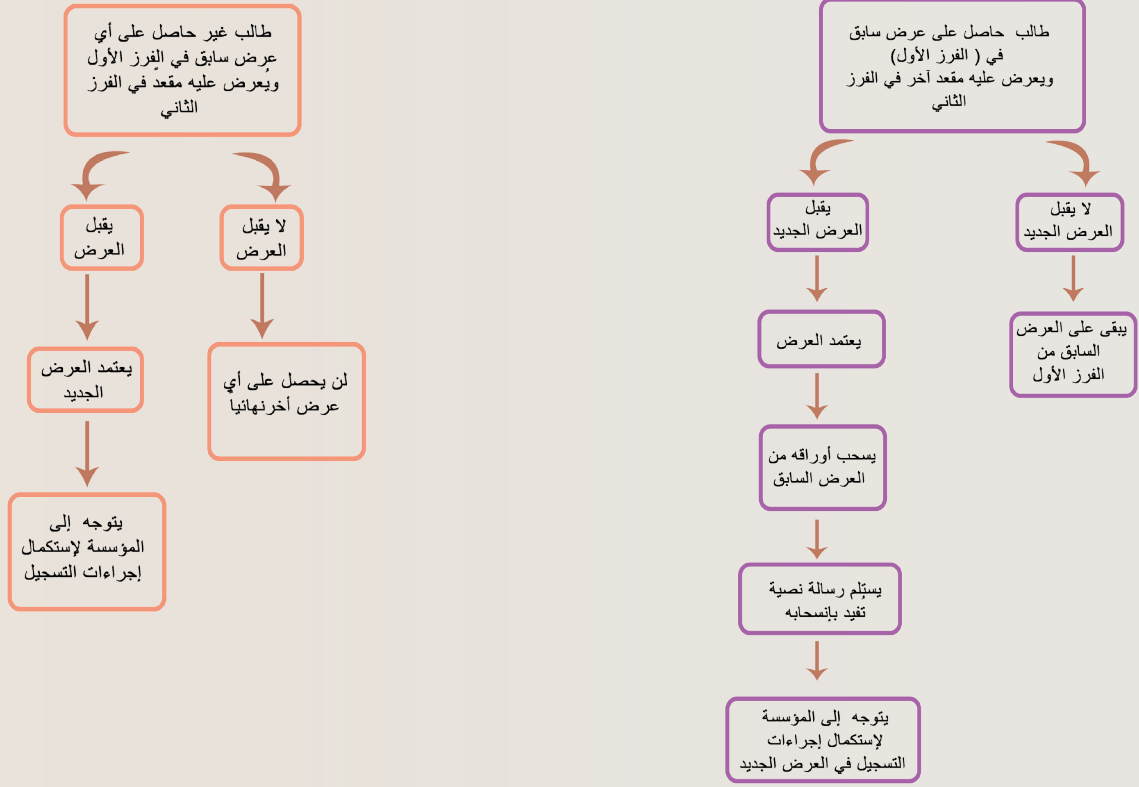 طالب حاصل على عرض سابق
في ( الفرز الأول)
ويعرض عليه مقعد آخر في الفرز
الثاني
لا يقبل
العرض الجديد
يبقى على العرض
السابق من
الفرز الأول
يقبل
العرض الجديد
يعتمد العرض
يسحب أوراقه من
العرض السابق
يستلم رسالة نصية
تُفيد بإنسحابه
يتوجه إلى المؤسسة
لإستكمال إجراءات
التسجيل في العرض الجديد
طالب غير حاصل على أي
عرض سابق في الفرز الأول
ويُعرض عليه مقعدٌ في الفرز
الثاني
لا يقبل
العرض
لن يحصل على أي
عرض أخرنهائياً
يقبل
العرض
يعتمد العرض
الجديد
يتوجه إلى
المؤسسة لإستكمال
إجراءات التسجيل